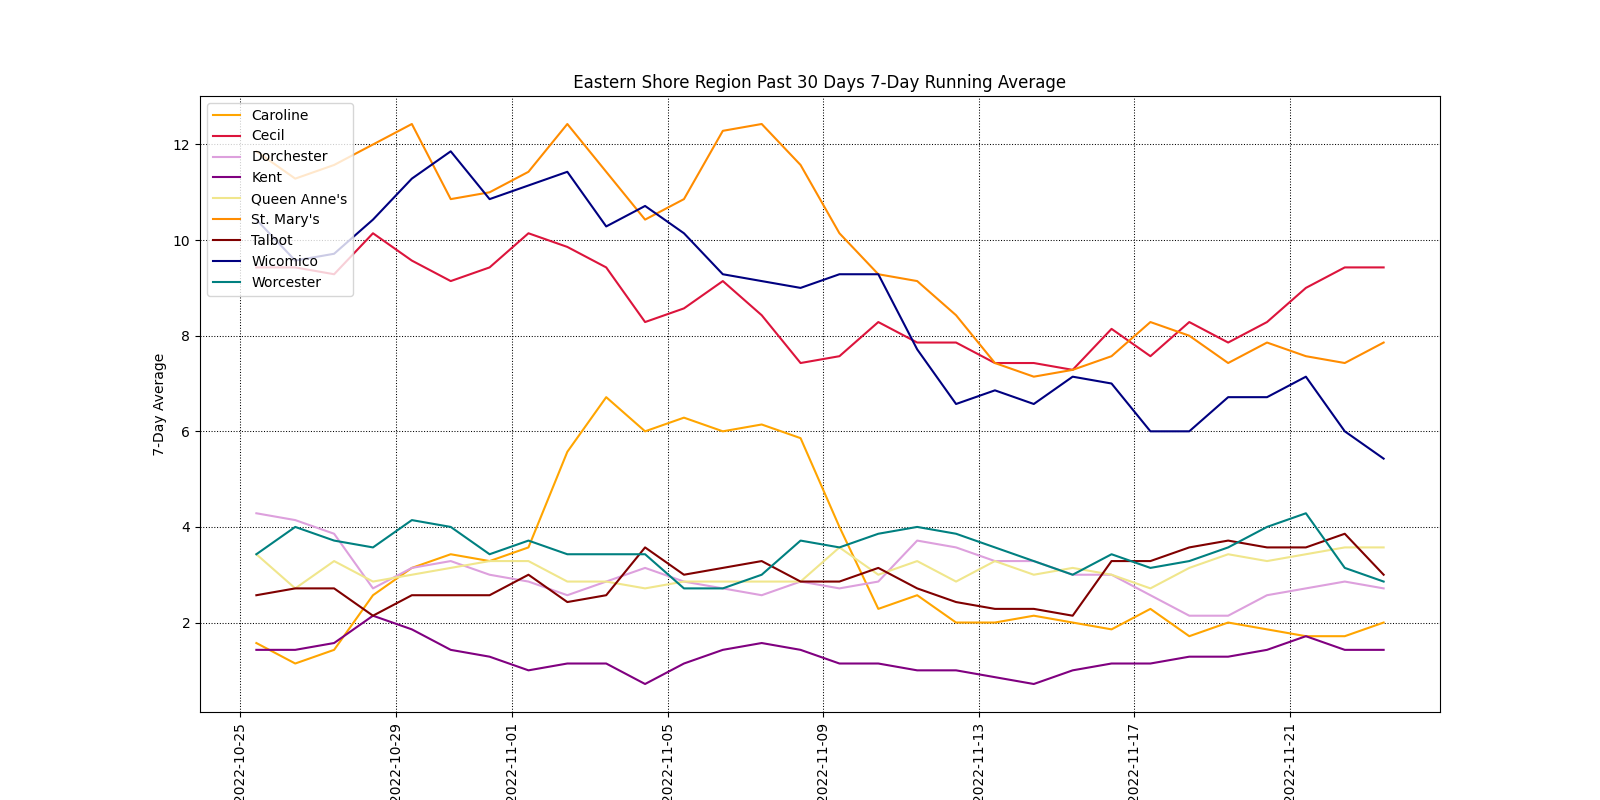 Eastern Shore Region Past 30 Days 7-Day Running Average
Caroline
Cecil
Dorchester
Kent
Queen Anne's
St. Mary's
Talbot
Wicomico
Worcester
12
10
8
6
4
2
7-Day Average
2022-10-25
2022-10-29
2022-11-01
2022-11-05
2022-11-09
2022-11-13
2022-11-17
2022-11-21